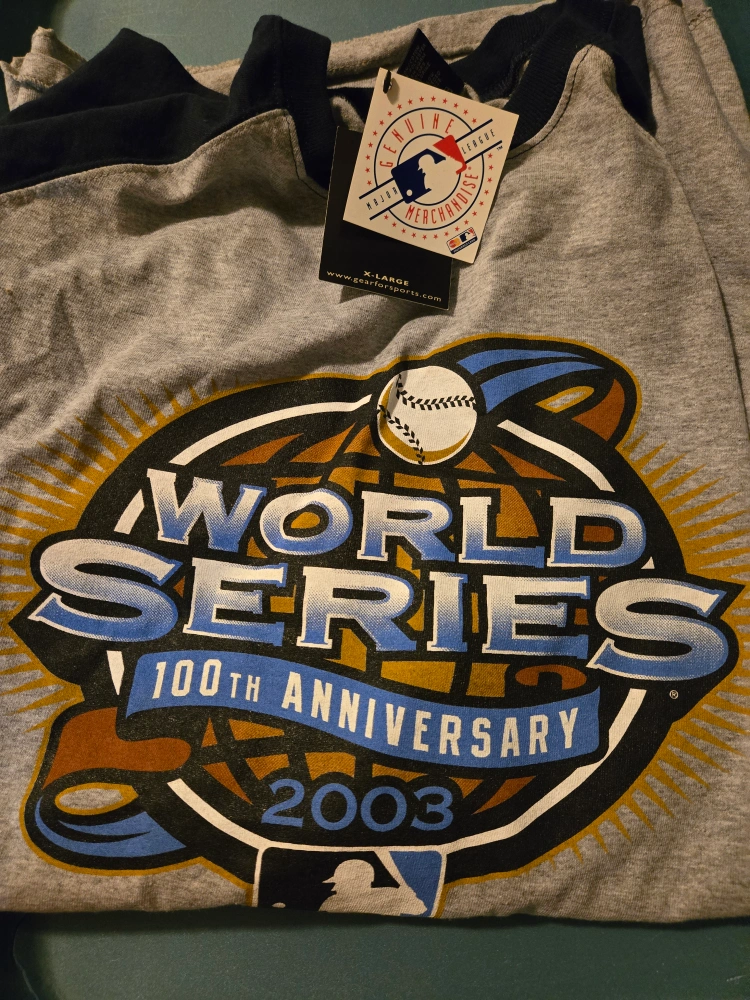 GENUINE
MAJOR LEAGUE
MERCHANDISE
X-LARGE
www.gearforsports.com
WORLD
SERIES
®
100TH ANNIVERSARY
2003